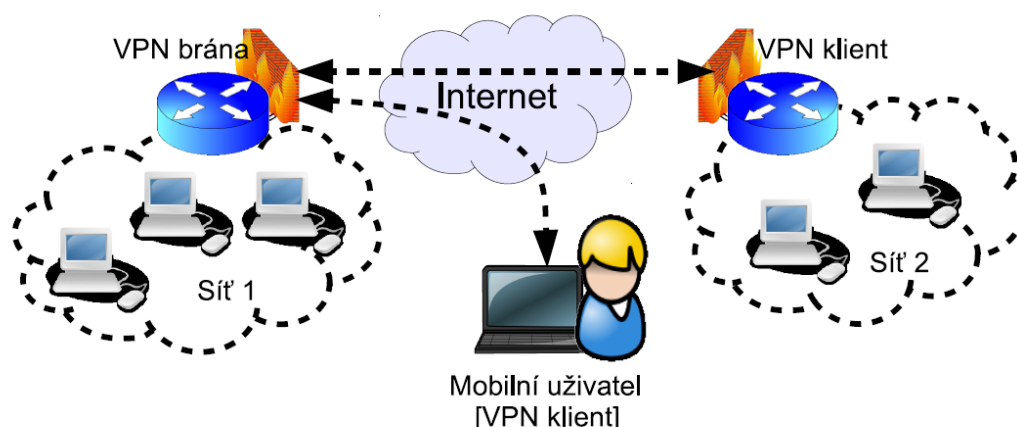 VPN brána
VPN klient
Internet
Síť 1
Síť 2
Mobilní uživatel
[VPN klient]